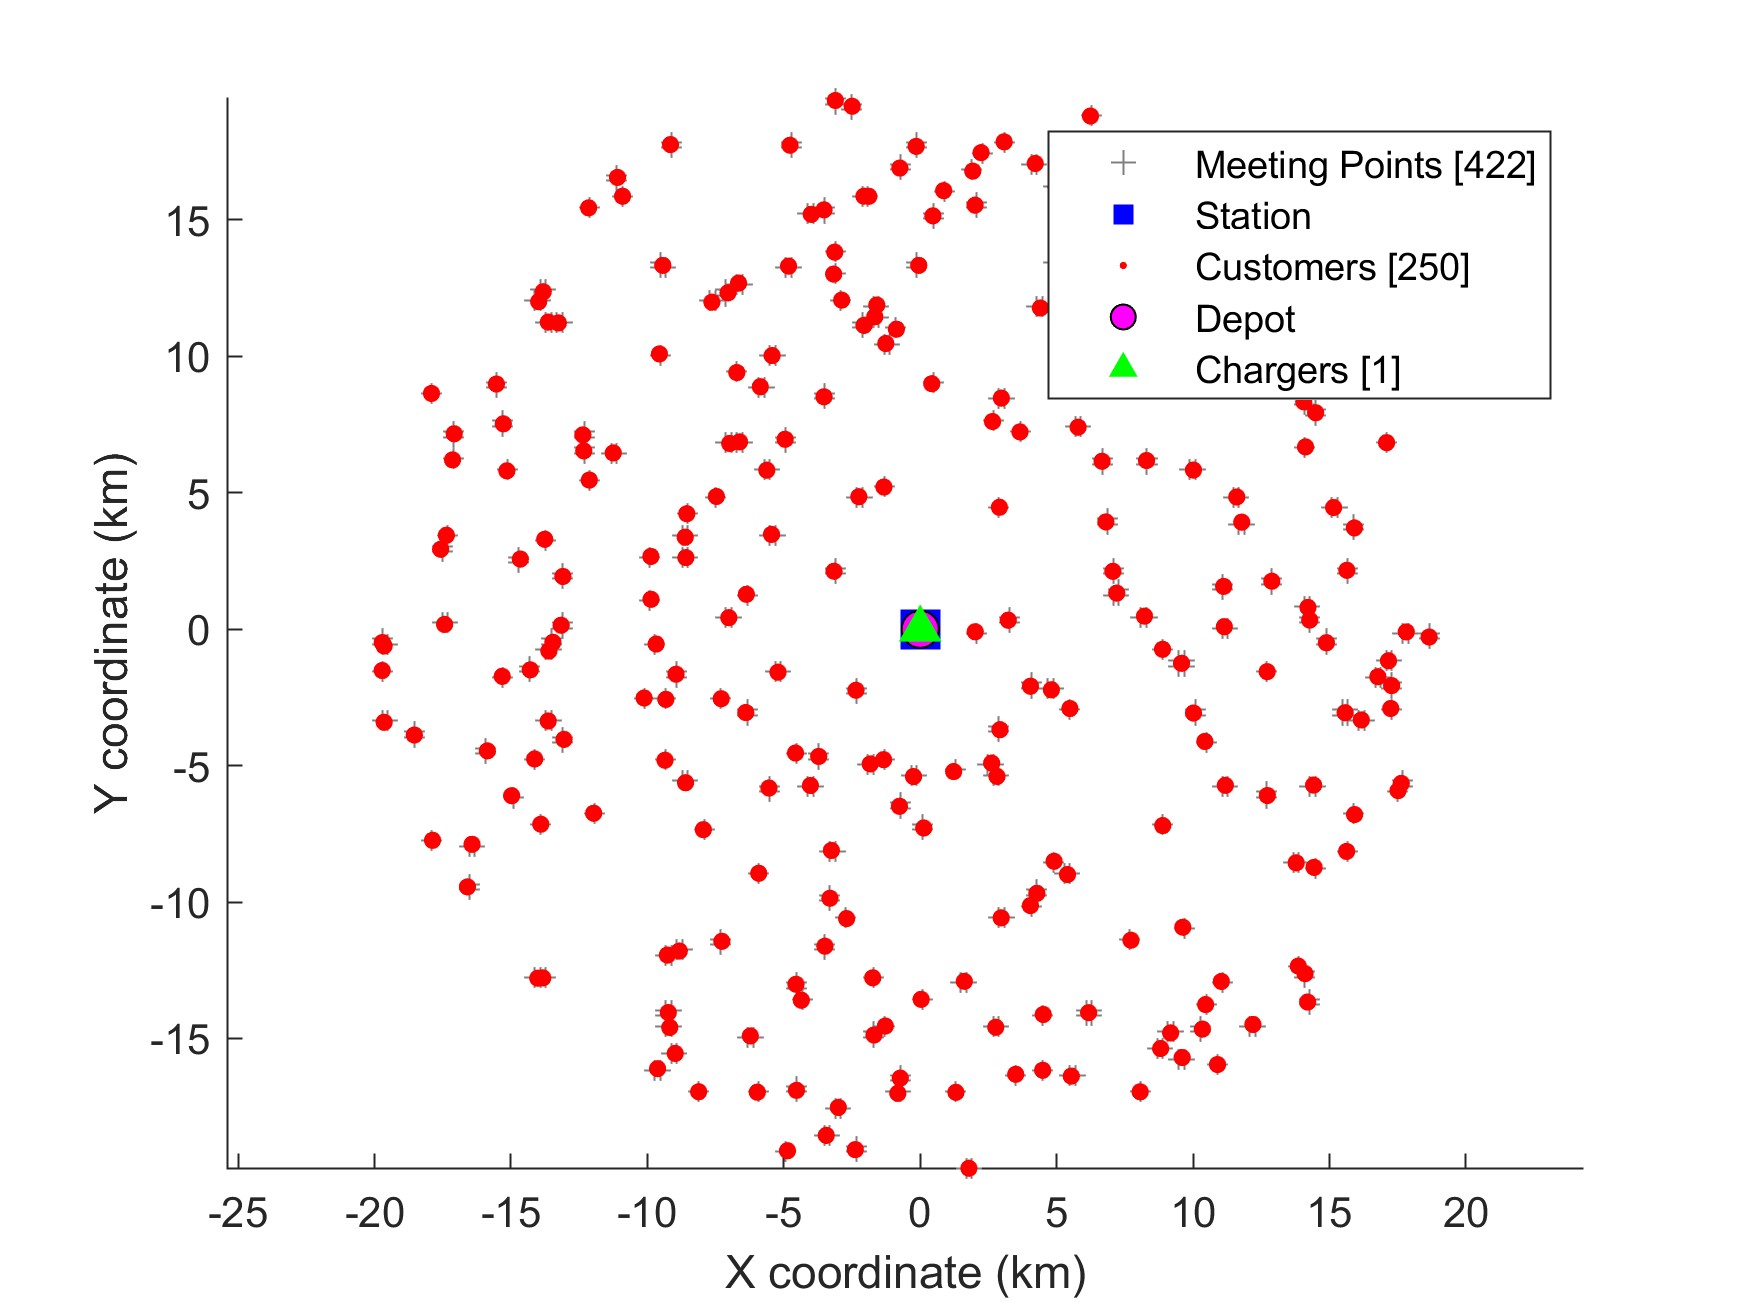 Meeting Points [422]
Station
Customers [250]
Depot
Chargers [1]
15
10
5
0
-5
-10
-15
Y coordinate (km)
-25 -20 -15 -10 -5 0 5 10 15 20
X coordinate (km)